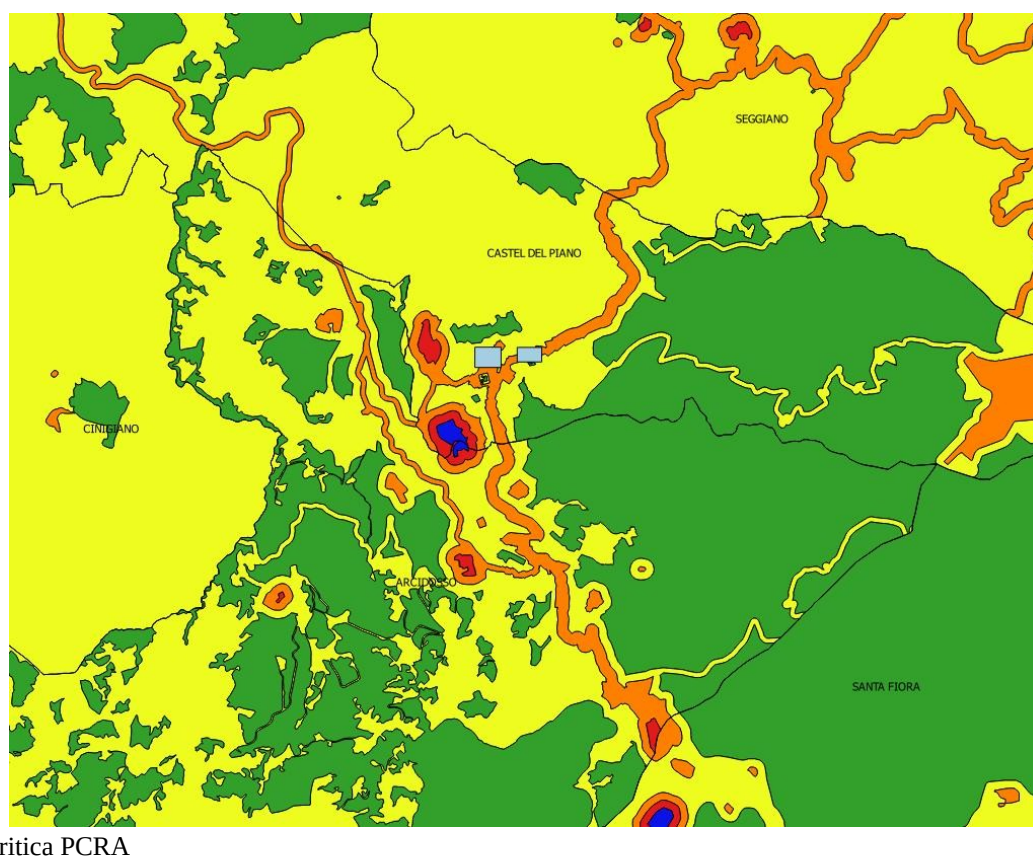 SEGGIANO
CASTEL DEL PIANO
CINIGIANO
ARCIDOSSO
SANTA FIORA
ritica PCRA